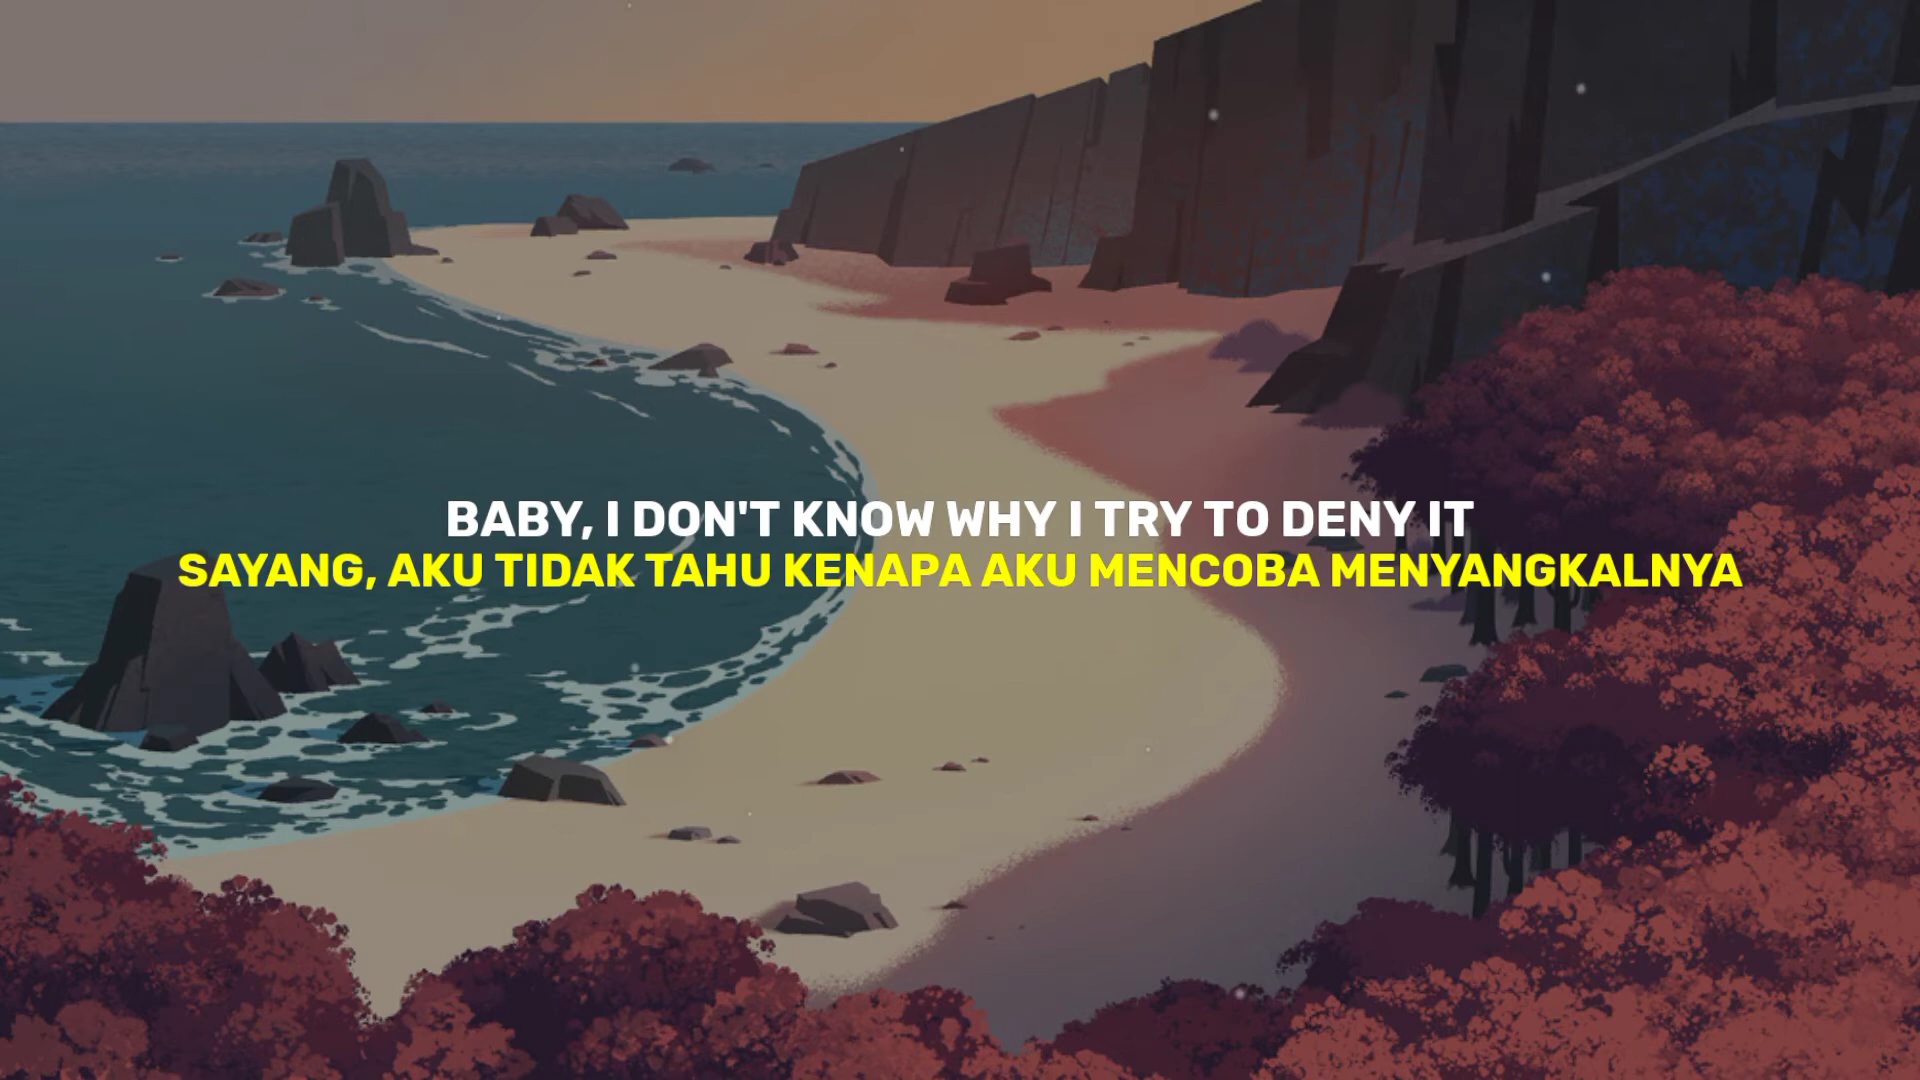 BABY, I DON'T KNOW WHY I TRY TO DENY IT
SAYANG, AKU TIDAK TAHU KENAPA AKU MENCOBA MENYANGKALNYA